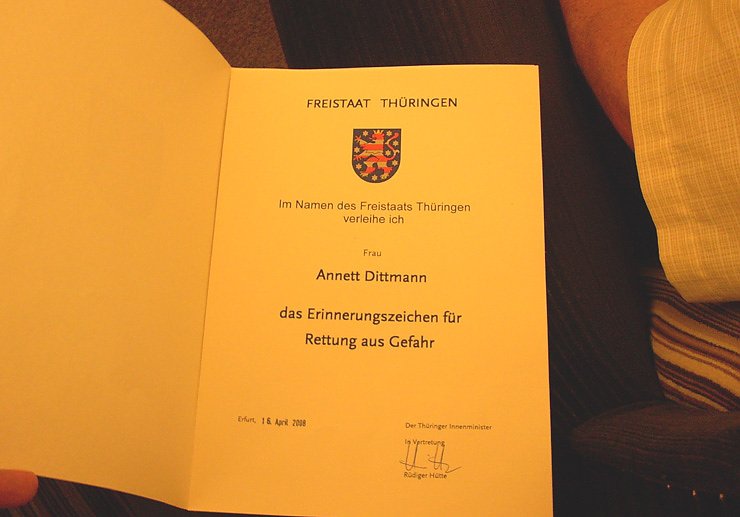 FREISTAAT THÜRINGEN
Im Namen des Freistaats Thüringen
verleihe ich
Frau
Annett Dittmann
das Erinnerungszeichen für
Rettung aus Gefahr
Erfurt, 16. April 2008
Der Thüringer Innenminister
In Vertretung
Rüdiger Hütte